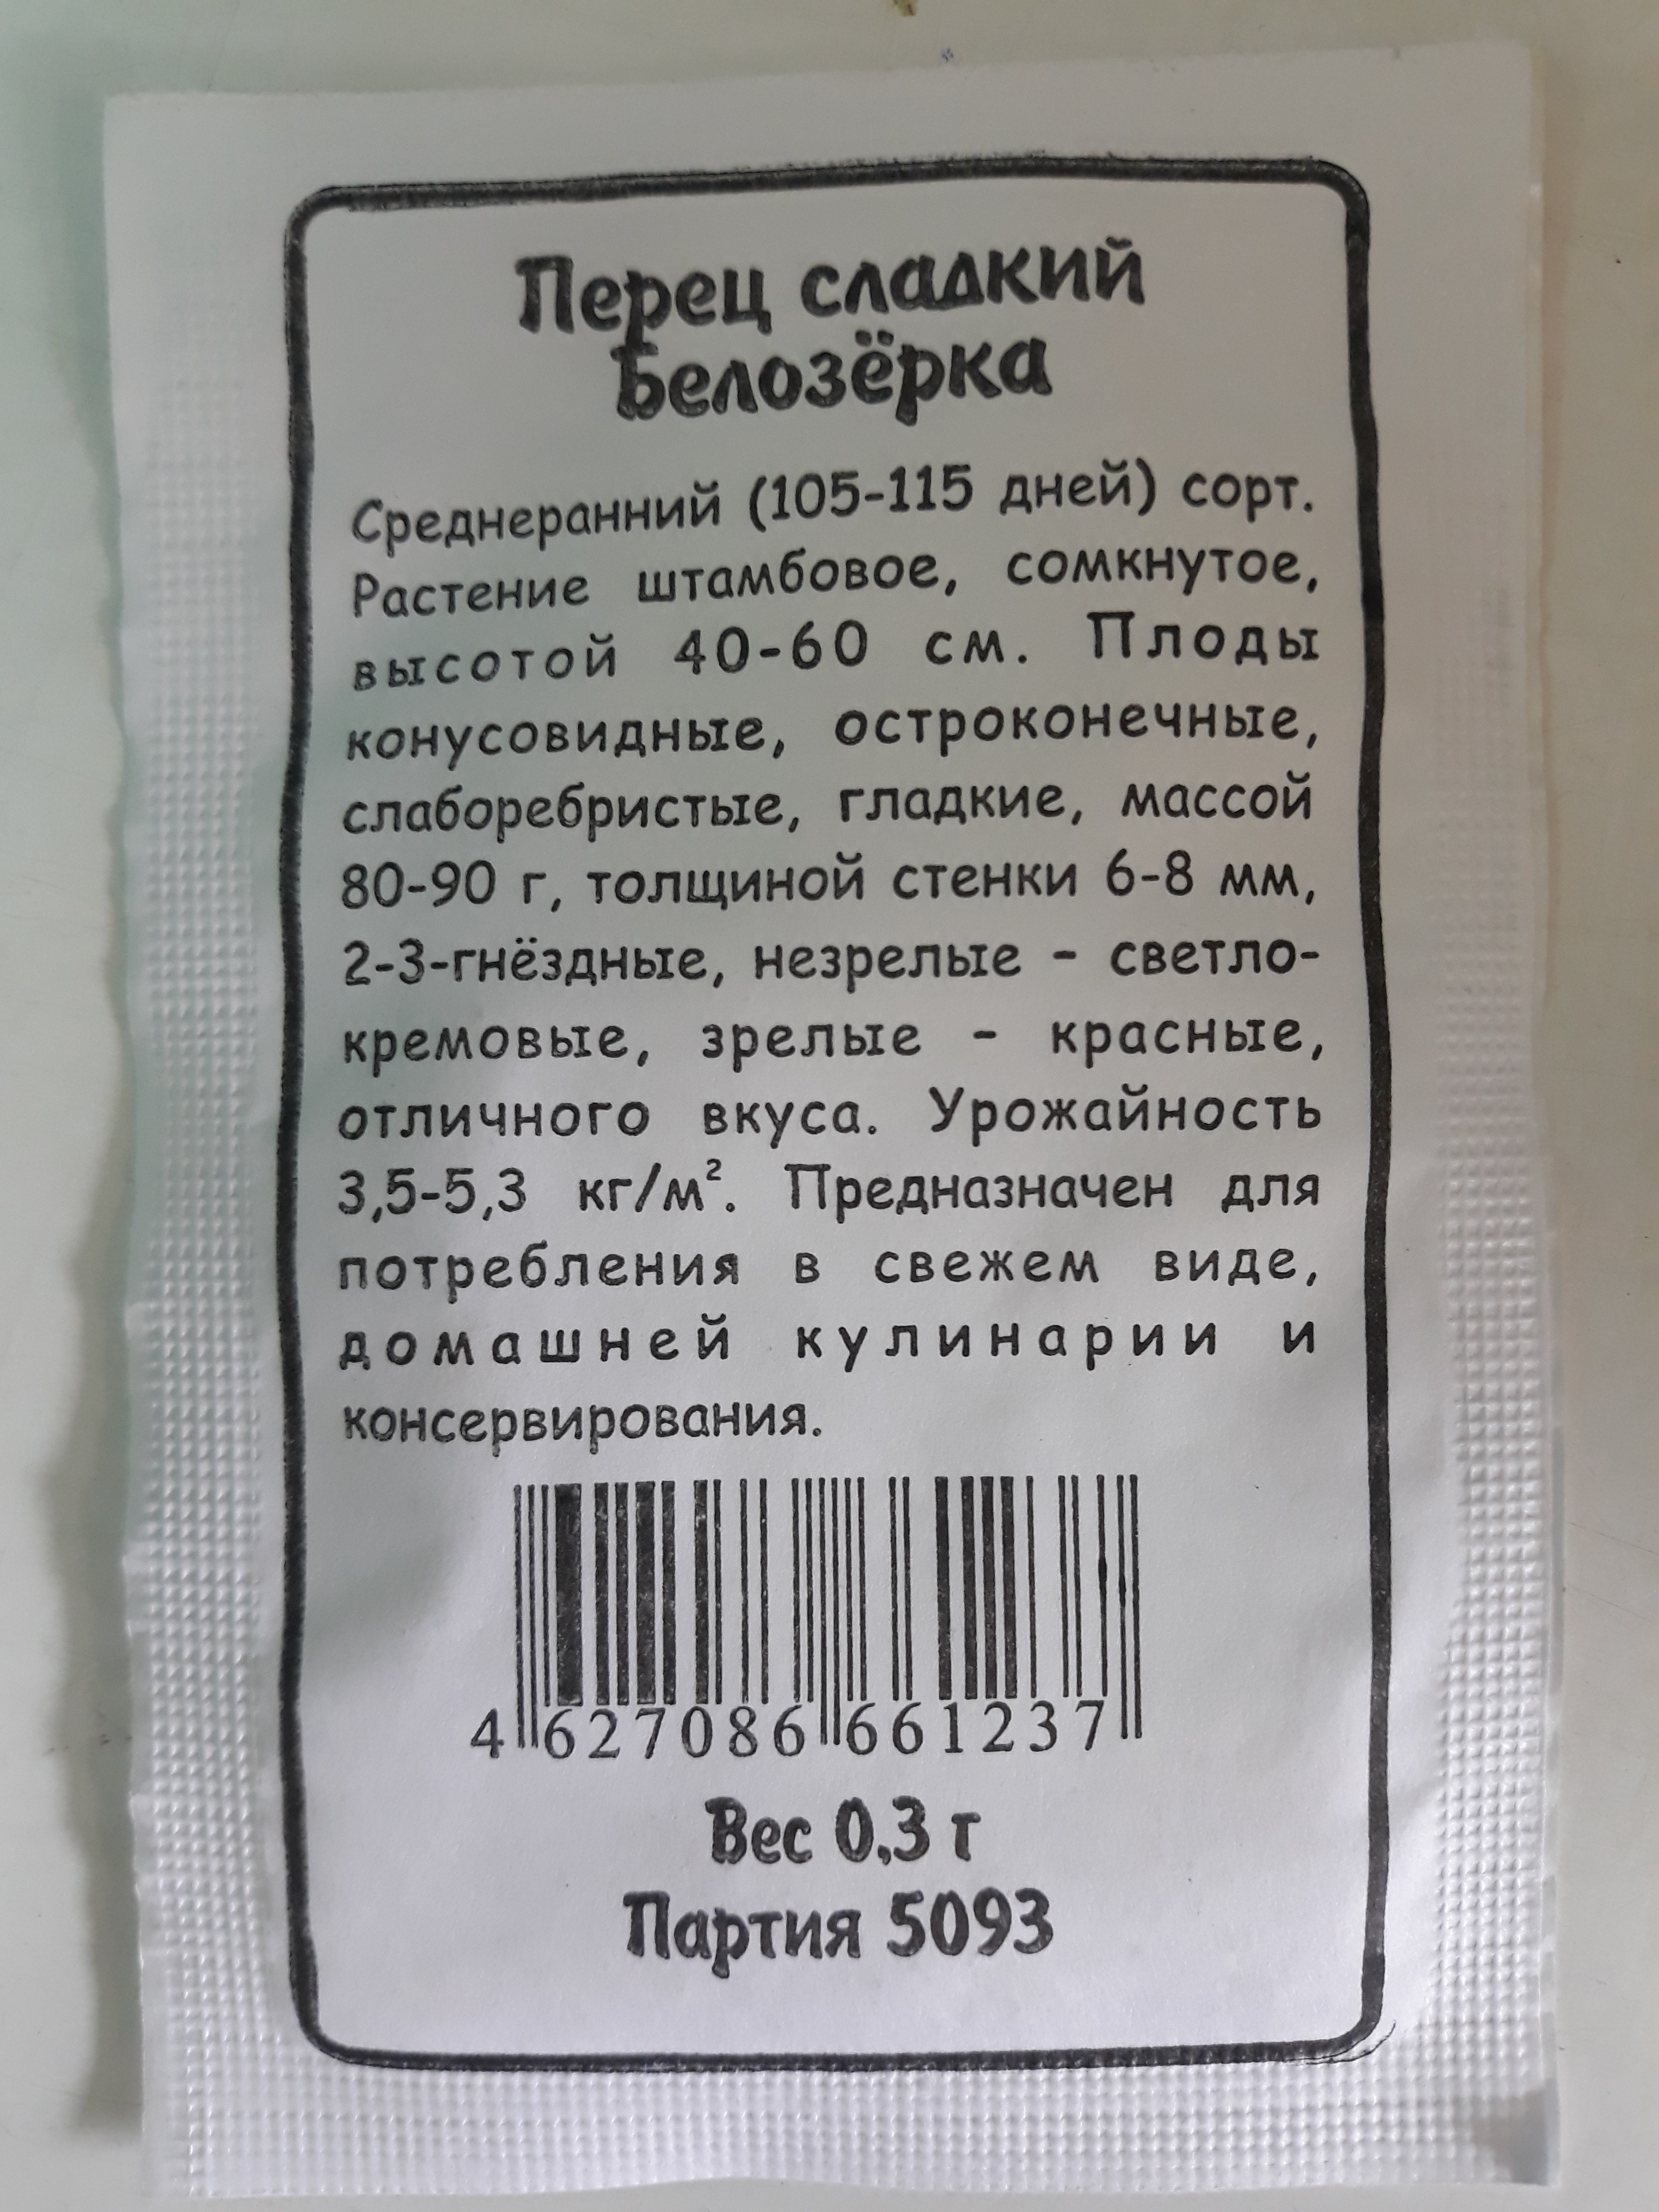 Перец сладкий
Белозёрка
Среднеранний (105-115 дней) сорт.
Растение штамбовое, сомкнутое,
высотой 40-60 см. Плоды
конусовидные, остроконечные,
слаборебристые, гладкие, массой
80-90 г, толщиной стенки 6-8 мм,
2-3-гнёздные, незрелые - светло-
кремовые, зрелые - красные,
отличного вкуса. Урожайность
3,5-5,3 кг/м². Предназначен для
потребления в свежем виде,
домашней кулинарии и
консервирования.
4 627086 661237
Вес 0.3 г
Партия 5093